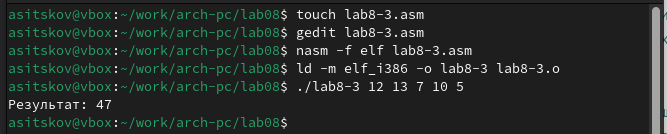 asitskov@vbox:~/work/arch-pc/lab08$ touch lab8-3.asm
asitskov@vbox:~/work/arch-pc/lab08$ gedit lab8-3.asm
asitskov@vbox:~/work/arch-pc/lab08$ nasm -f elf lab8-3.asm
asitskov@vbox:~/work/arch-pc/lab08$ ld -m elf_i386 -o lab8-3 lab8-3.o
asitskov@vbox:~/work/arch-pc/lab08$ ./lab8-3 12 13 7 10 5
Результат: 47
asitskov@vbox:~/work/arch-pc/lab08$